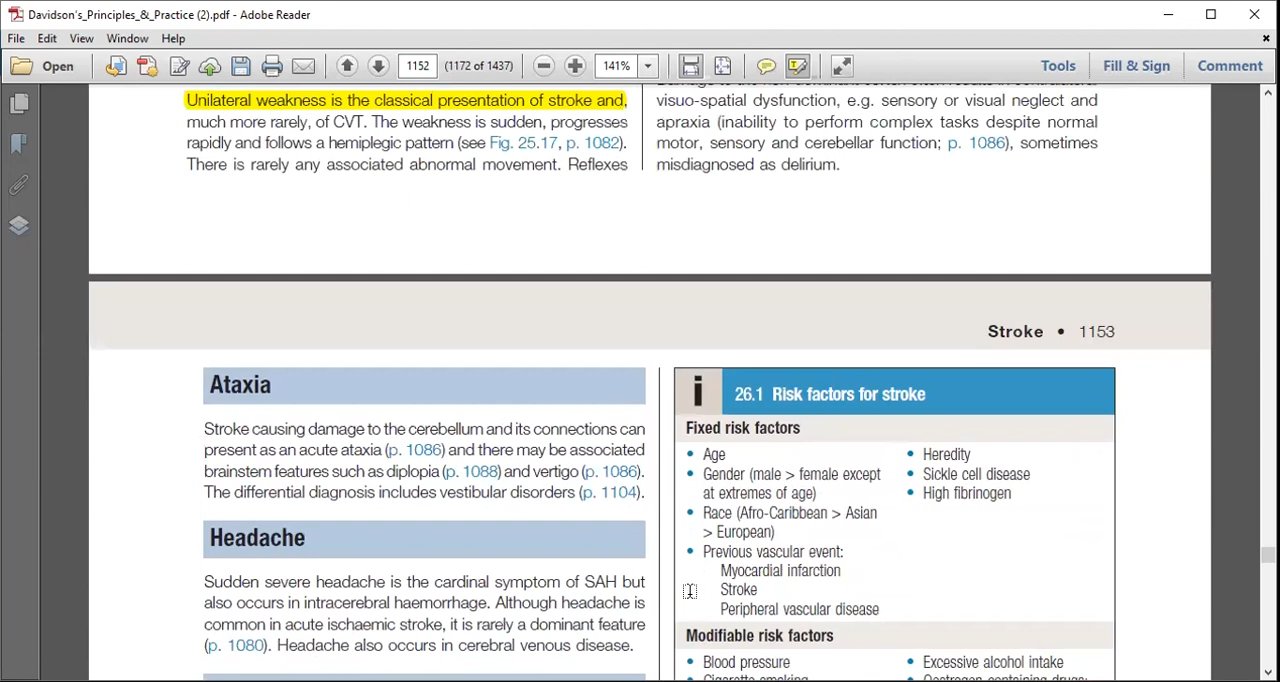 Davidson's_Principles_&_Practice (2).pdf - Adobe Reader
File Edit View Window Help
Open 1152 (1172 of 1437) 141% Tools Fill & Sign Comment
Unilateral weakness is the classical presentation of stroke and,
much more rarely, of CVT. The weakness is sudden, progresses
rapidly and follows a hemiplegic pattern (see Fig. 25.17, p. 1082).
There is rarely any associated abnormal movement. Reflexes
visuo-spatial dysfunction, e.g. sensory or visual neglect and
apraxia (inability to perform complex tasks despite normal
motor, sensory and cerebellar function; p. 1086), sometimes
misdiagnosed as delirium.
Stroke • 1153
Ataxia
Stroke causing damage to the cerebellum and its connections can
present as an acute ataxia (p. 1086) and there may be associated
brainstem features such as diplopia (p. 1088) and vertigo (p. 1086).
The differential diagnosis includes vestibular disorders (p. 1104).
Headache
Sudden severe headache is the cardinal symptom of SAH but
also occurs in intracerebral haemorrhage. Although headache is
common in acute ischaemic stroke, it is rarely a dominant feature
(p. 1080). Headache also occurs in cerebral venous disease.
i 26.1 Risk factors for stroke
Fixed risk factors
• Age
• Gender (male > female except
at extremes of age)
• Race (Afro-Caribbean > Asian
> European)
• Previous vascular event:
Myocardial infarction
Stroke
Peripheral vascular disease
• Heredity
• Sickle cell disease
• High fibrinogen
Modifiable risk factors
• Blood pressure
• Excessive alcohol intake